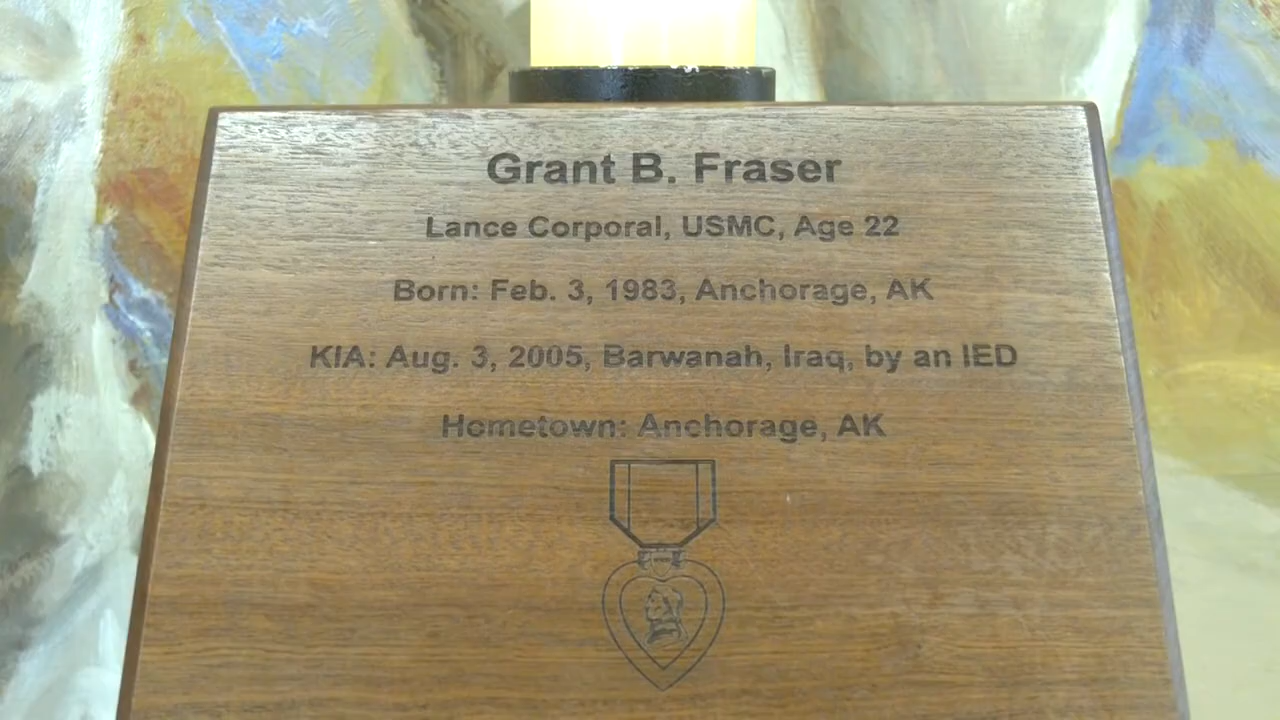 Grant B. Fraser
Lance Corporal, USMC, Age 22
Born: Feb. 3, 1983, Anchorage, AK
KIA: Aug. 3, 2005, Barwanah, Iraq, by an IED
Hometown: Anchorage, AK